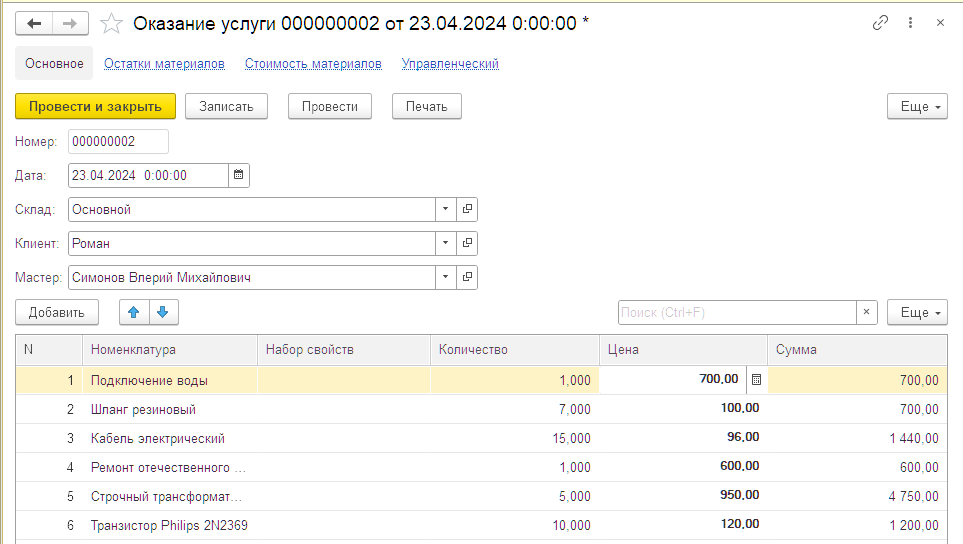 Оказание услуги 000000002 от 23.04.2024 0:00:00 *
Основное Остатки материалов Стоимость материалов Управленческий
Провести и закрыть Записать Провести Печать Еще
Номер: 000000002
Дата: 23.04.2024 0:00:00
Склад: Основной
Клиент: Роман
Мастер: Симонов Влерий Михайлович
Добавить Поиск (Ctrl+F) × Еще
N Номенклатура Набор свойств Количество Цена Сумма
1 Подключение воды 1,000 700,00 700,00
2 Шланг резиновый 7,000 100,00 700,00
3 Кабель электрический 15,000 96,00 1 440,00
4 Ремонт отечественного ... 1,000 600,00 600,00
5 Строчный трансформат... 5,000 950,00 4 750,00
6 Транзистор Philips 2N2369 10,000 120,00 1 200,00